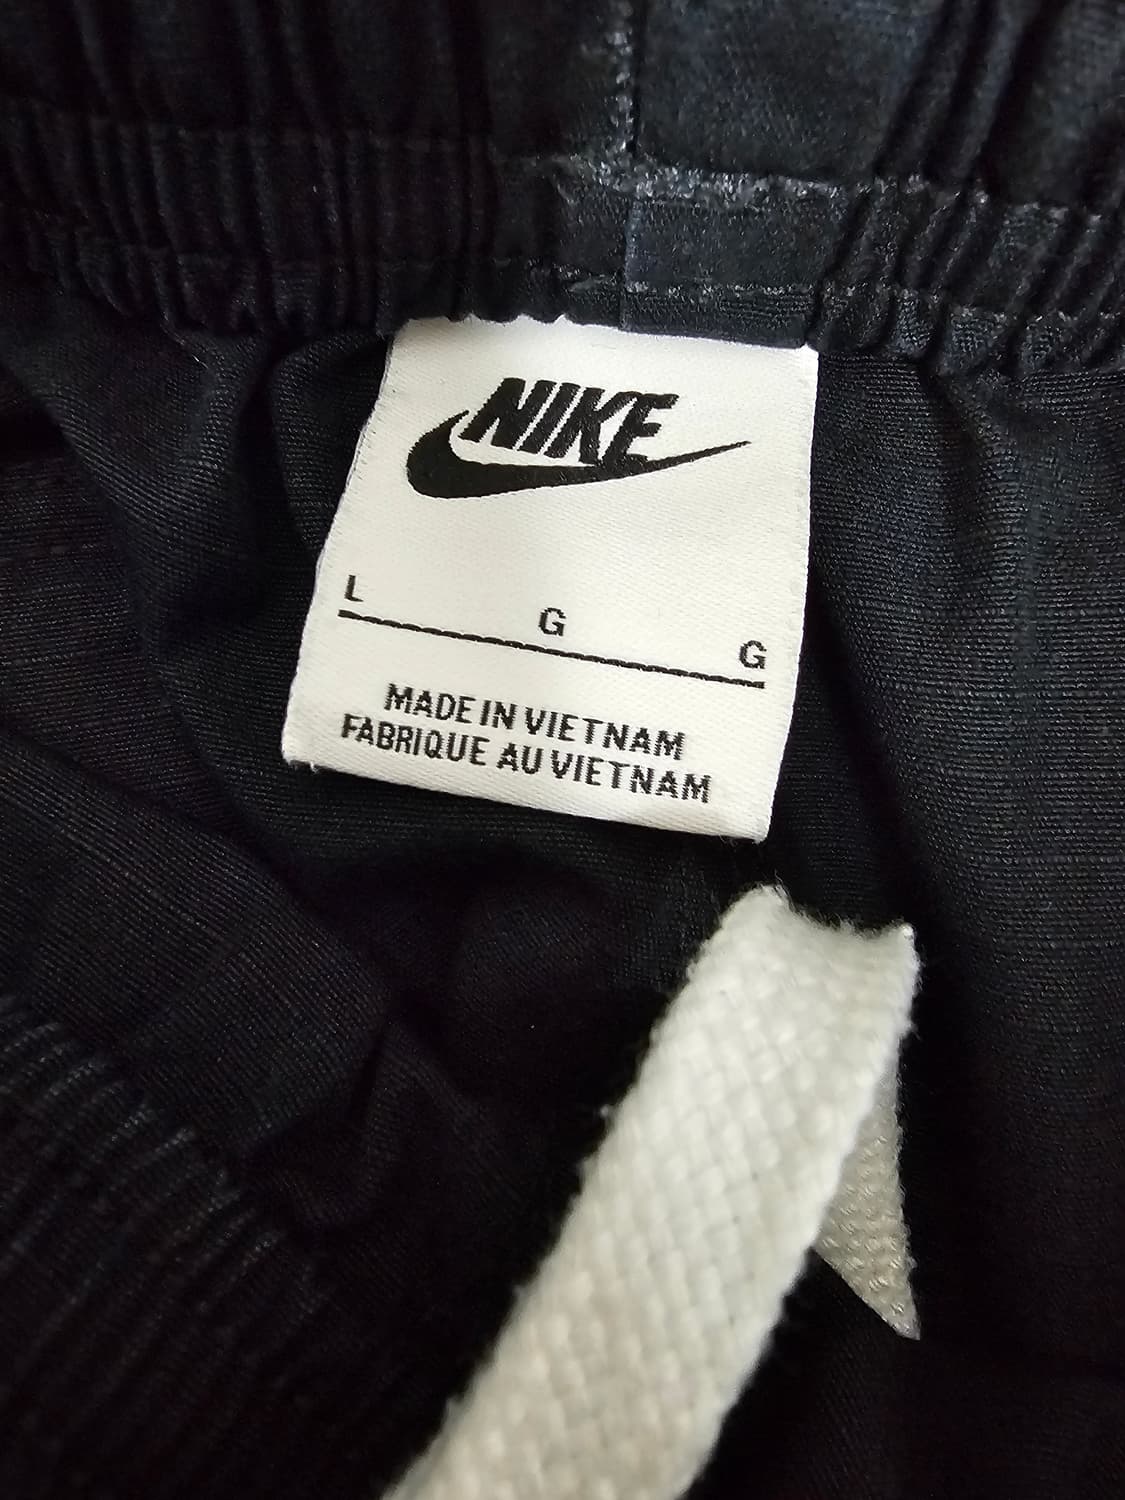 NIKE
L G G
MADE IN VIETNAM
FABRIQUE AU VIETNAM